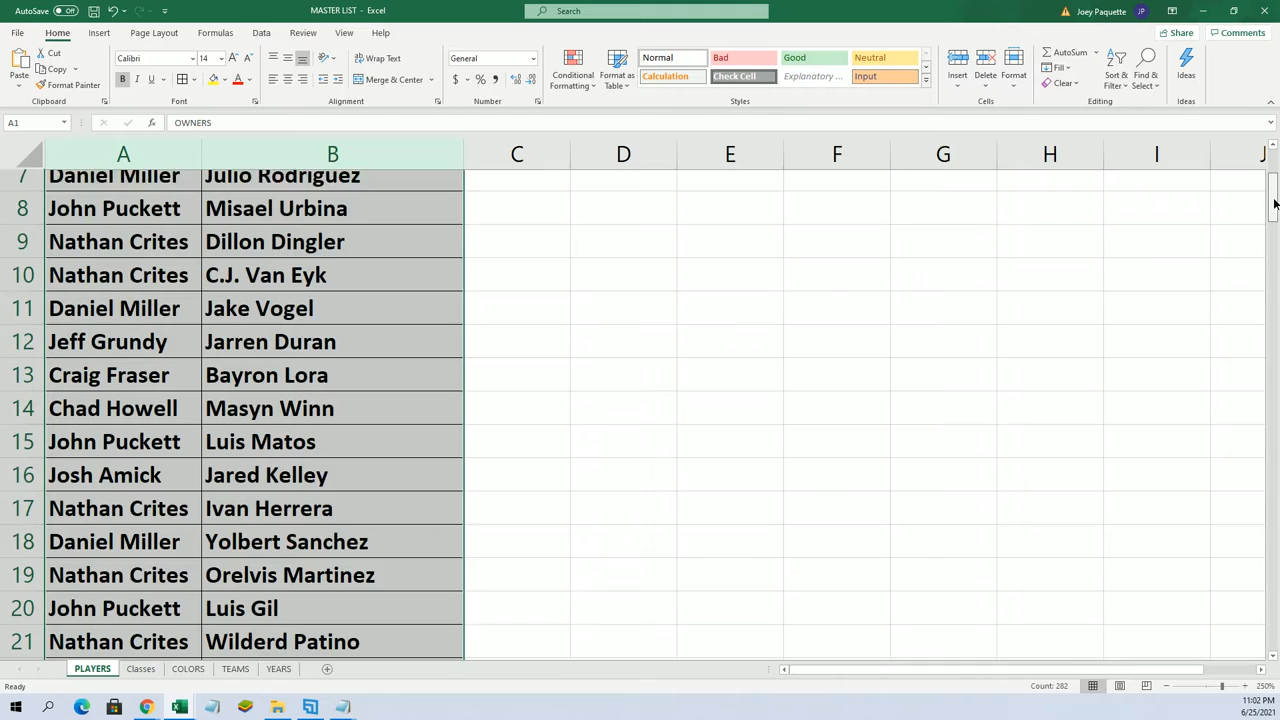 AutoSave Off MASTER LIST - Excel Search Joey Paquette JP
File Home Insert Page Layout Formulas Data Review View Help Share Comments
Paste Cut Copy Format Painter Clipboard
Calibri 14 B I U Font
Wrap Text Merge & Center Alignment
General $ % Number
Conditional Formatting Format as Table
Normal Bad Good Neutral
Calculation Check Cell Explanatory ... Input
Styles
Insert Delete Format Cells
AutoSum Fill Clear Sort & Filter Find & Select Editing
Ideas Ideas
A1 fx OWNERS
A B C D E F G H I J
7 Daniel Miller Julio Rodriguez
8 John Puckett Misael Urbina
9 Nathan Crites Dillon Dingler
10 Nathan Crites C.J. Van Eyk
11 Daniel Miller Jake Vogel
12 Jeff Grundy Jarren Duran
13 Craig Fraser Bayron Lora
14 Chad Howell Masyn Winn
15 John Puckett Luis Matos
16 Josh Amick Jared Kelley
17 Nathan Crites Ivan Herrera
18 Daniel Miller Yolbert Sanchez
19 Nathan Crites Orelvis Martinez
20 John Puckett Luis Gil
21 Nathan Crites Wilderd Patino
PLAYERS Classes COLORS TEAMS YEARS
Ready Count: 282 250%
11:02 PM
6/25/2021